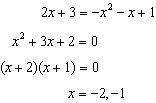 2x + 3 = −x² − x + 1
x² + 3x + 2 = 0
(x + 2)(x + 1) = 0
x = −2, −1